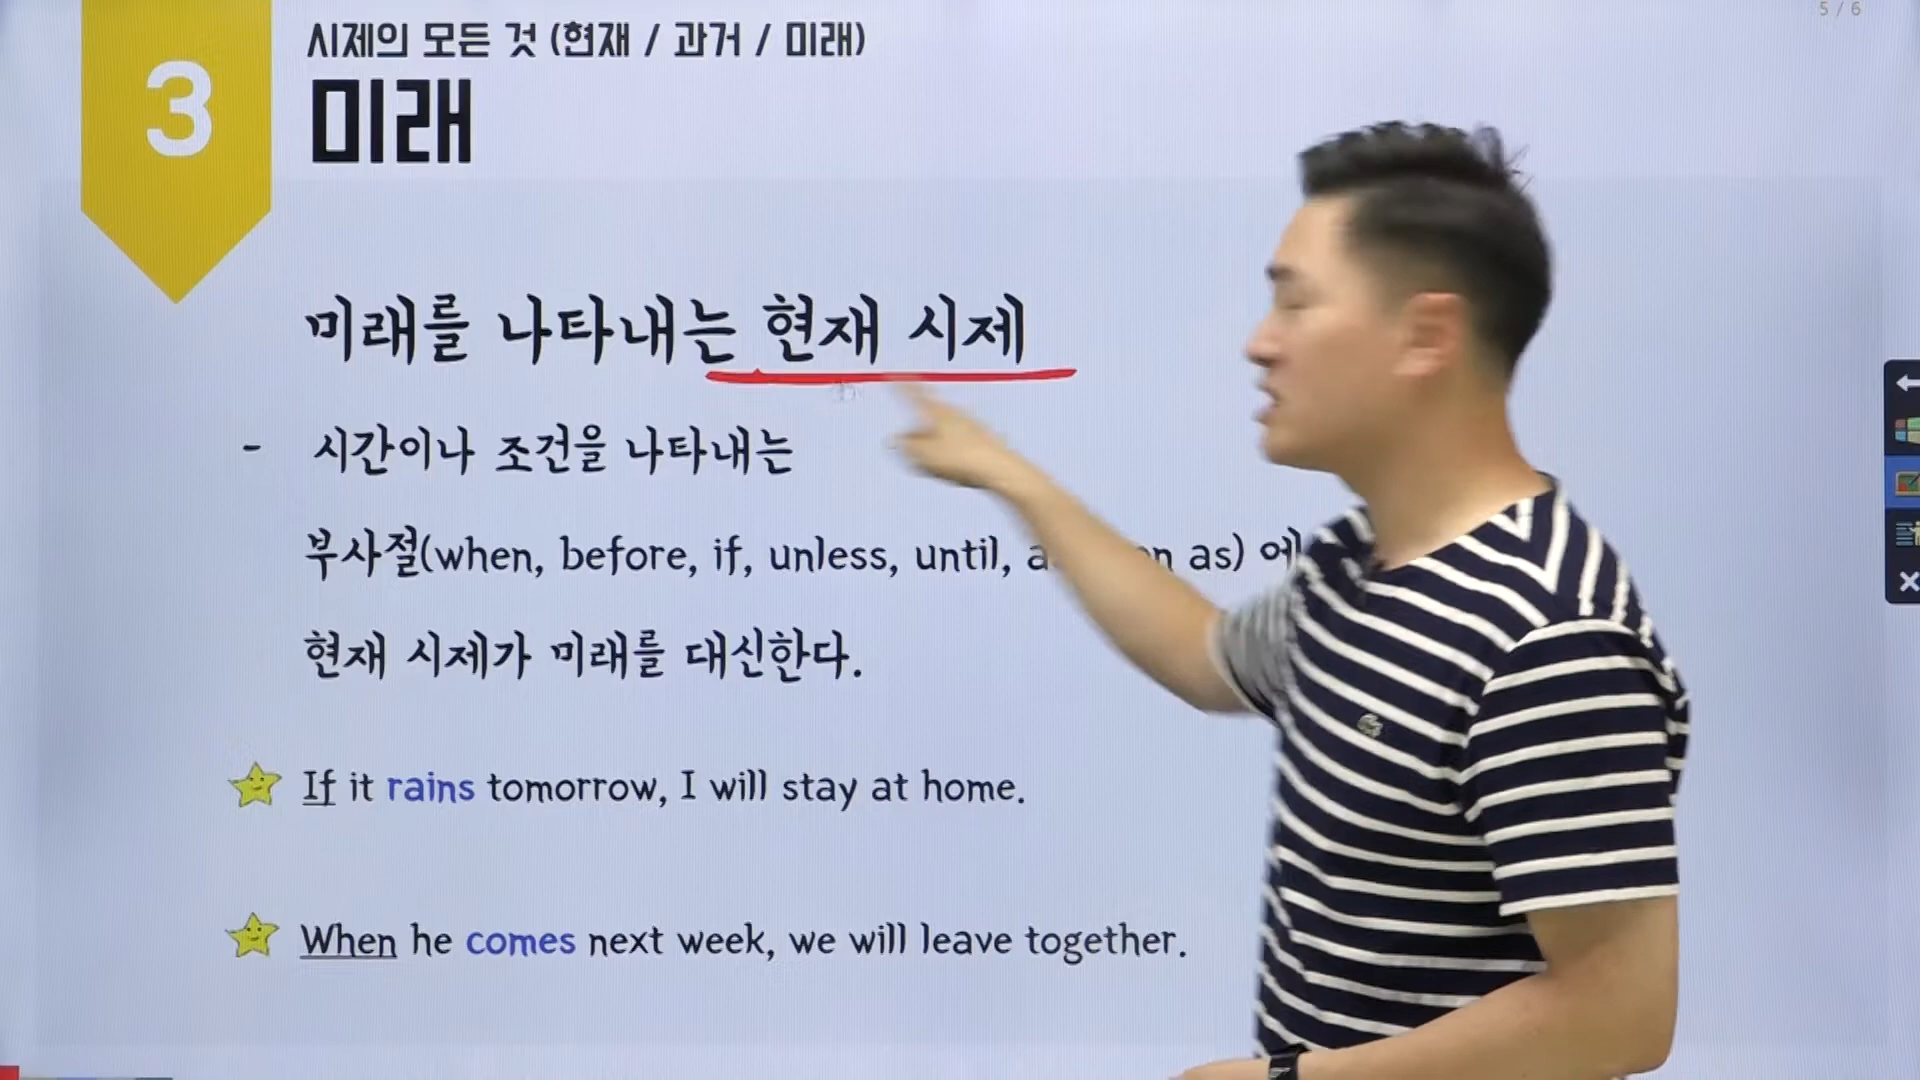 5 / 6
시제의 모든 것 (현재 / 과거 / 미래)
3
미래
미래를 나타내는 현재 시제
- 시간이나 조건을 나타내는
부사절(when, before, if, unless, until, as) 에
현재 시제가 미래를 대신한다.
If it rains tomorrow, I will stay at home.
When he comes next week, we will leave together.